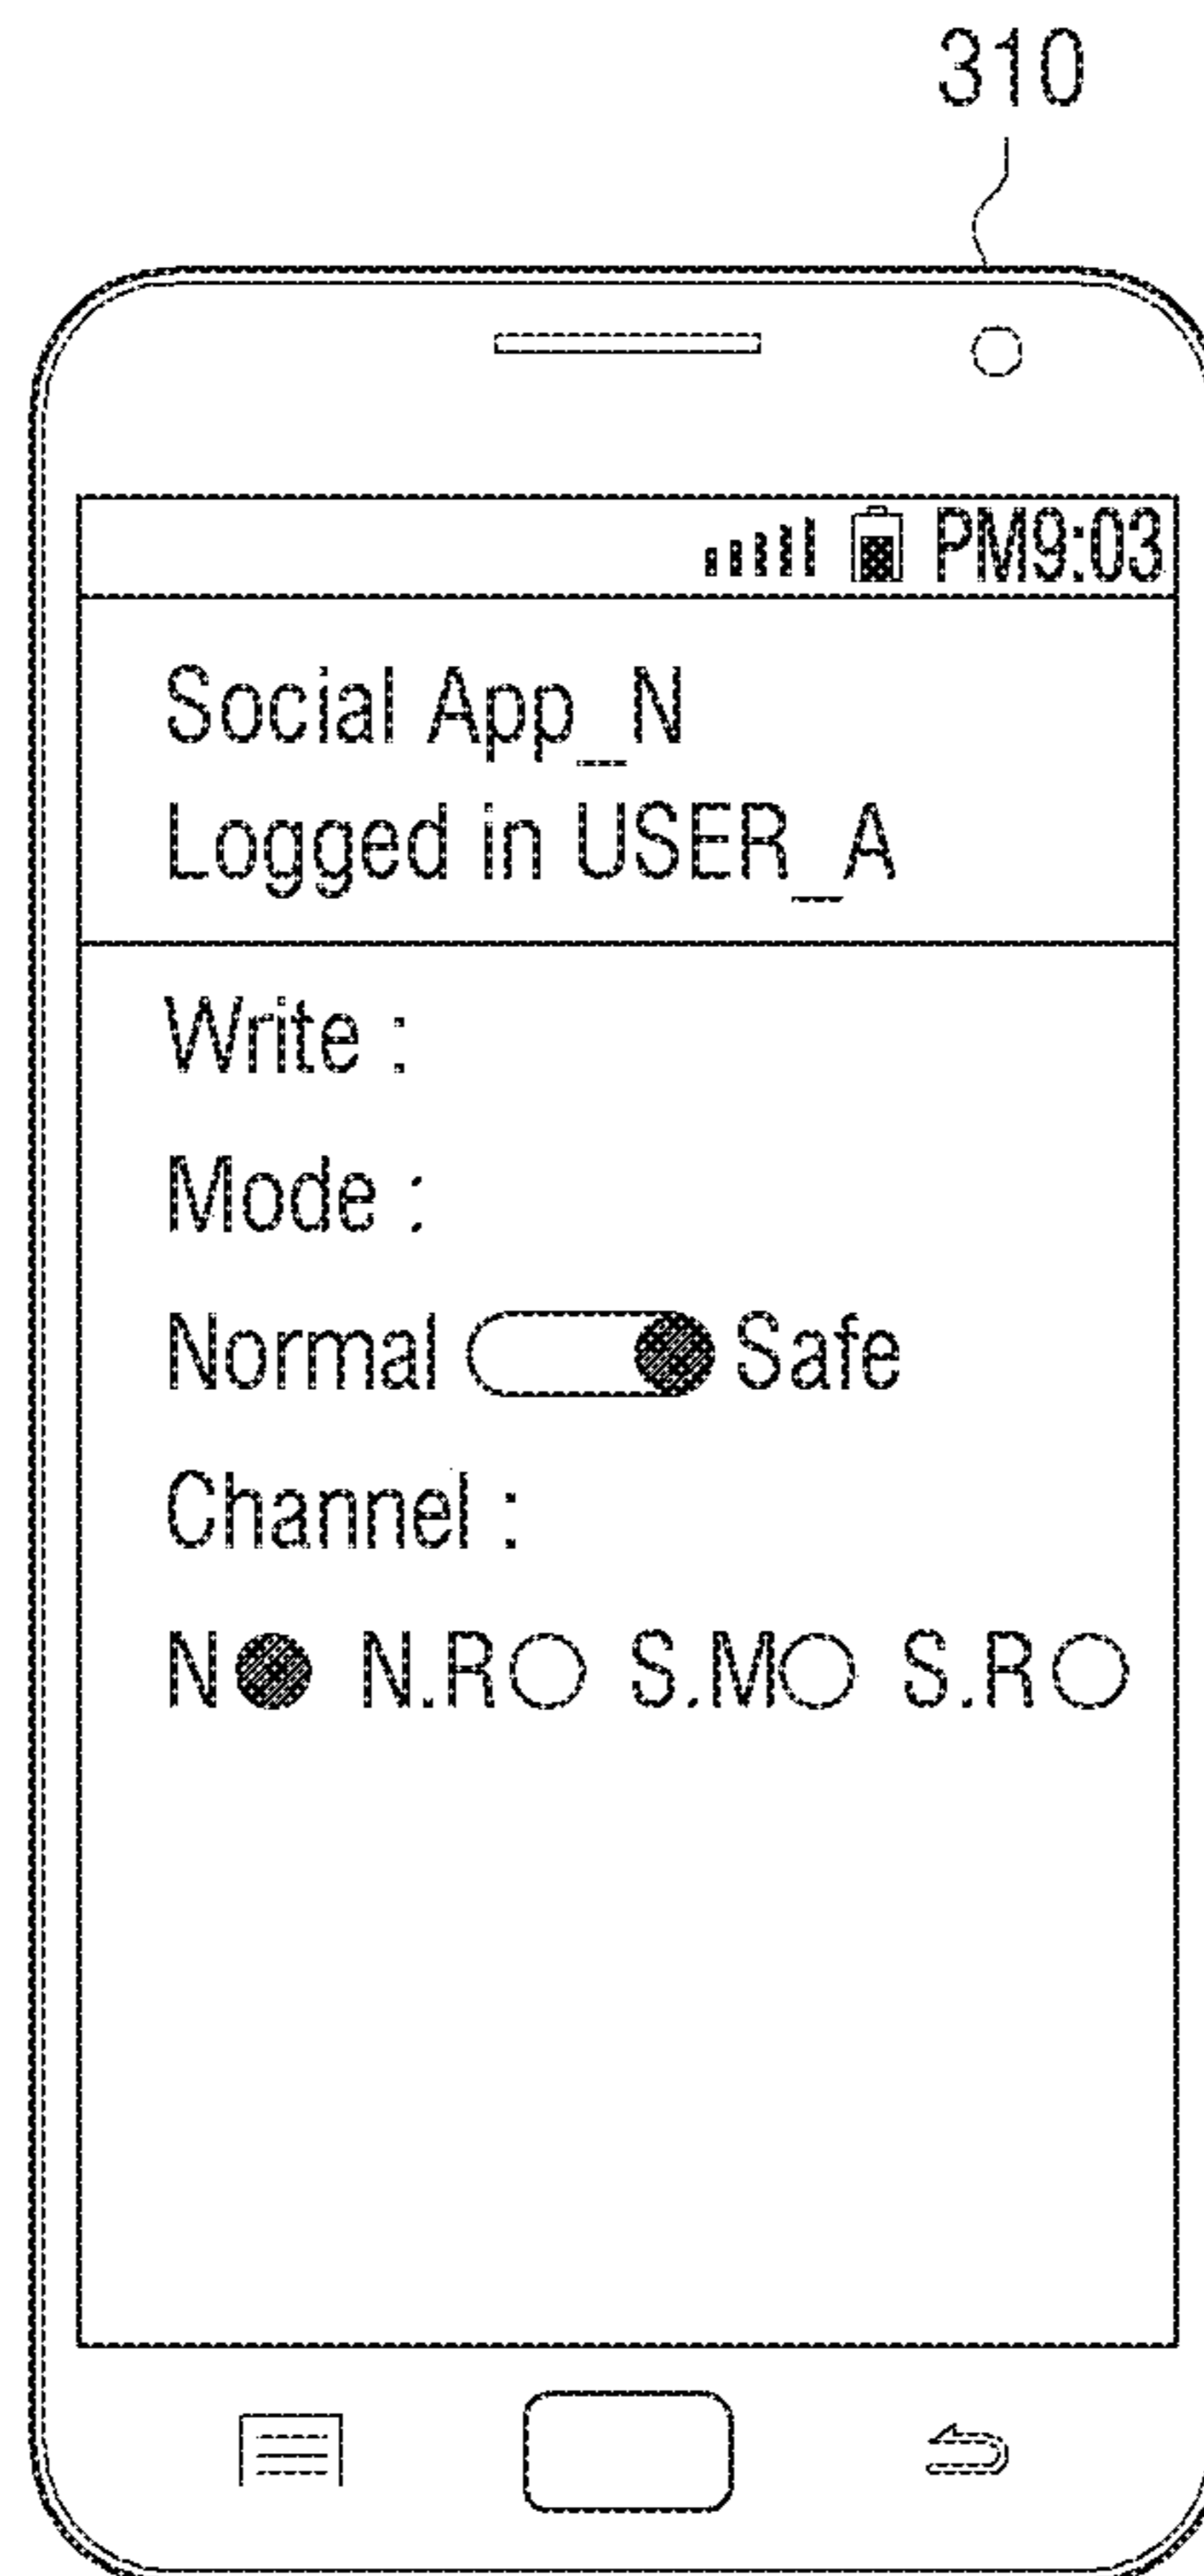 310
PM9:03
Social App_N
Logged in USER_A
Write :
Mode :
Normal Safe
Channel :
N N.R S.M S.R